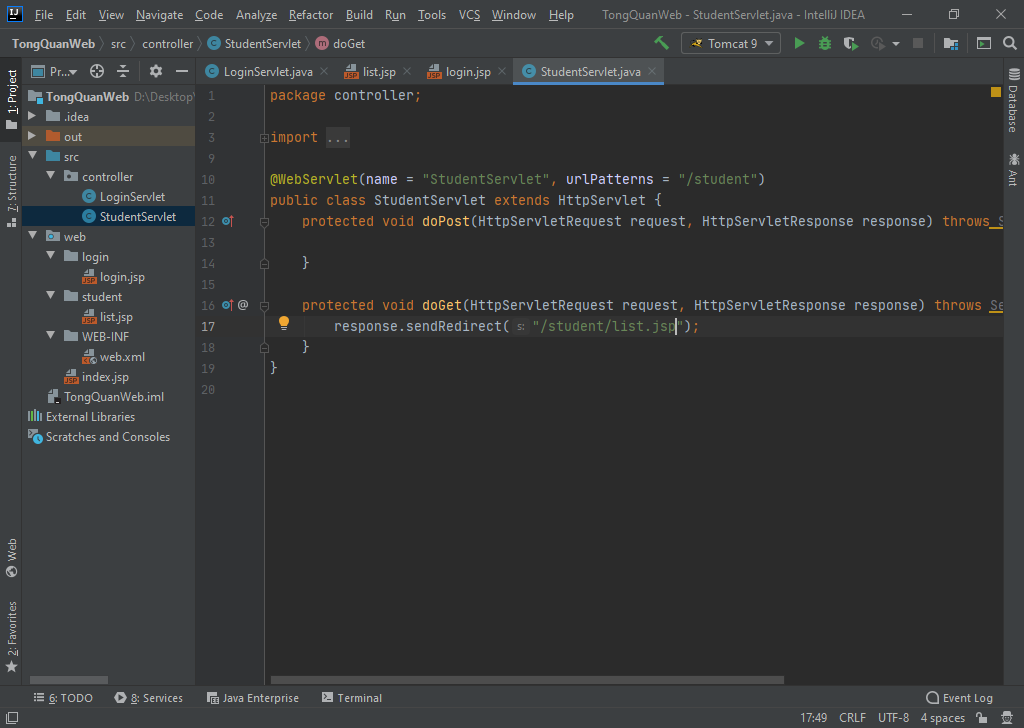 File Edit View Navigate Code Analyze Refactor Build Run Tools VCS Window Help TongQuanWeb - StudentServlet.java - IntelliJ IDEA
TongQuanWeb src controller StudentServlet doGet Tomcat 9
Pr... LoginServlet.java list.jsp login.jsp StudentServlet.java
1: Project
7: Structure
Web
2: Favorites
TongQuanWeb D:\Desktop\
.idea
out
src
controller
LoginServlet
StudentServlet
web
login
login.jsp
student
list.jsp
WEB-INF
web.xml
index.jsp
TongQuanWeb.iml
External Libraries
Scratches and Consoles
1 package controller;
2
3 import ...
9
10 @WebServlet(name = "StudentServlet", urlPatterns = "/student")
11 public class StudentServlet extends HttpServlet {
12 protected void doPost(HttpServletRequest request, HttpServletResponse response) throws S
13
14 }
15
16 protected void doGet(HttpServletRequest request, HttpServletResponse response) throws Se
17 response.sendRedirect( s: "/student/list.jsp");
18 }
19 }
20
Database
Ant
6: TODO 8: Services Java Enterprise Terminal Event Log
17:49 CRLF UTF-8 4 spaces